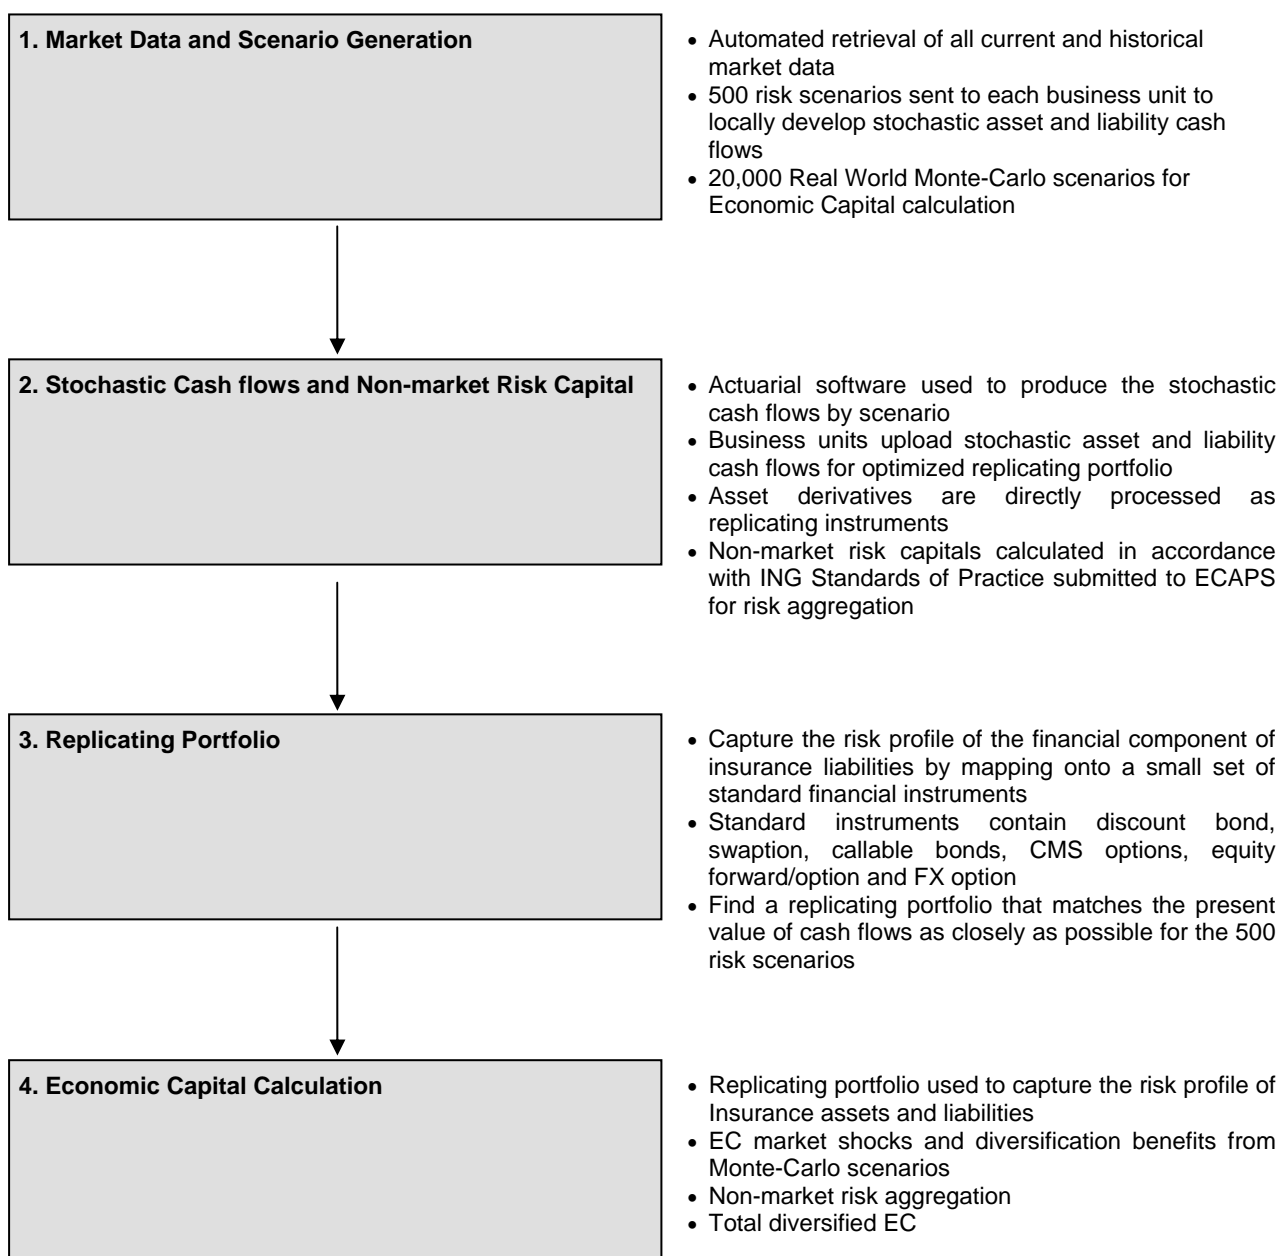 1. Market Data and Scenario Generation
• Automated retrieval of all current and historical
market data
• 500 risk scenarios sent to each business unit to
locally develop stochastic asset and liability cash
flows
• 20,000 Real World Monte-Carlo scenarios for
Economic Capital calculation
2. Stochastic Cash flows and Non-market Risk Capital
• Actuarial software used to produce the stochastic
cash flows by scenario
• Business units upload stochastic asset and liability
cash flows for optimized replicating portfolio
• Asset derivatives are directly processed as
replicating instruments
• Non-market risk capitals calculated in accordance
with ING Standards of Practice submitted to ECAPS
for risk aggregation
3. Replicating Portfolio
• Capture the risk profile of the financial component of
insurance liabilities by mapping onto a small set of
standard financial instruments
• Standard instruments contain discount bond,
swaption, callable bonds, CMS options, equity
forward/option and FX option
• Find a replicating portfolio that matches the present
value of cash flows as closely as possible for the 500
risk scenarios
4. Economic Capital Calculation
• Replicating portfolio used to capture the risk profile of
Insurance assets and liabilities
• EC market shocks and diversification benefits from
Monte-Carlo scenarios
• Non-market risk aggregation
• Total diversified EC